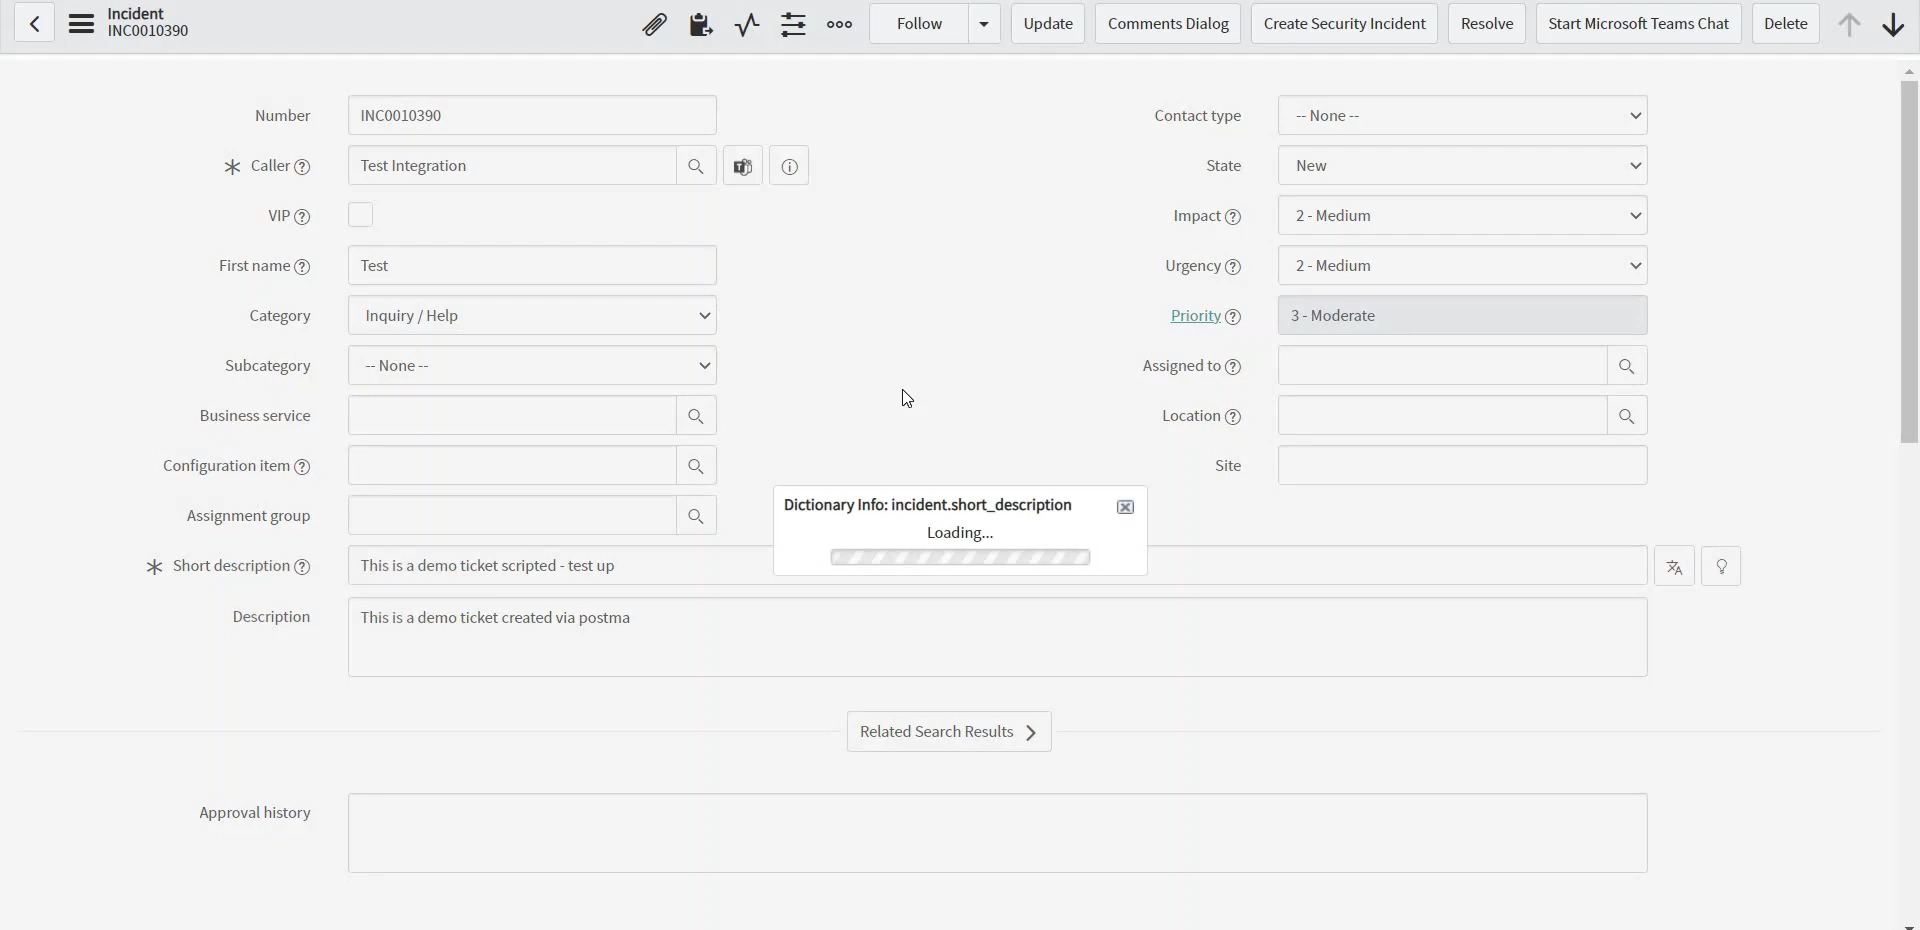 Incident
INC0010390
Follow
Update
Comments Dialog
Create Security Incident
Resolve
Start Microsoft Teams Chat
Delete
Number
INC0010390
Contact type
-- None --
Caller
Test Integration
State
New
VIP
Impact
2 - Medium
First name
Test
Urgency
2 - Medium
Category
Inquiry / Help
Priority
3 - Moderate
Subcategory
-- None --
Assigned to
Business service
Location
Configuration item
Site
Assignment group
Dictionary Info: incident.short_description
Loading...
Short description
This is a demo ticket scripted - test up
Description
This is a demo ticket created via postma
Related Search Results
Approval history